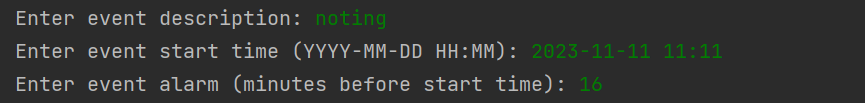 Enter event description: noting
Enter event start time (YYYY-MM-DD HH:MM): 2023-11-11 11:11
Enter event alarm (minutes before start time): 16